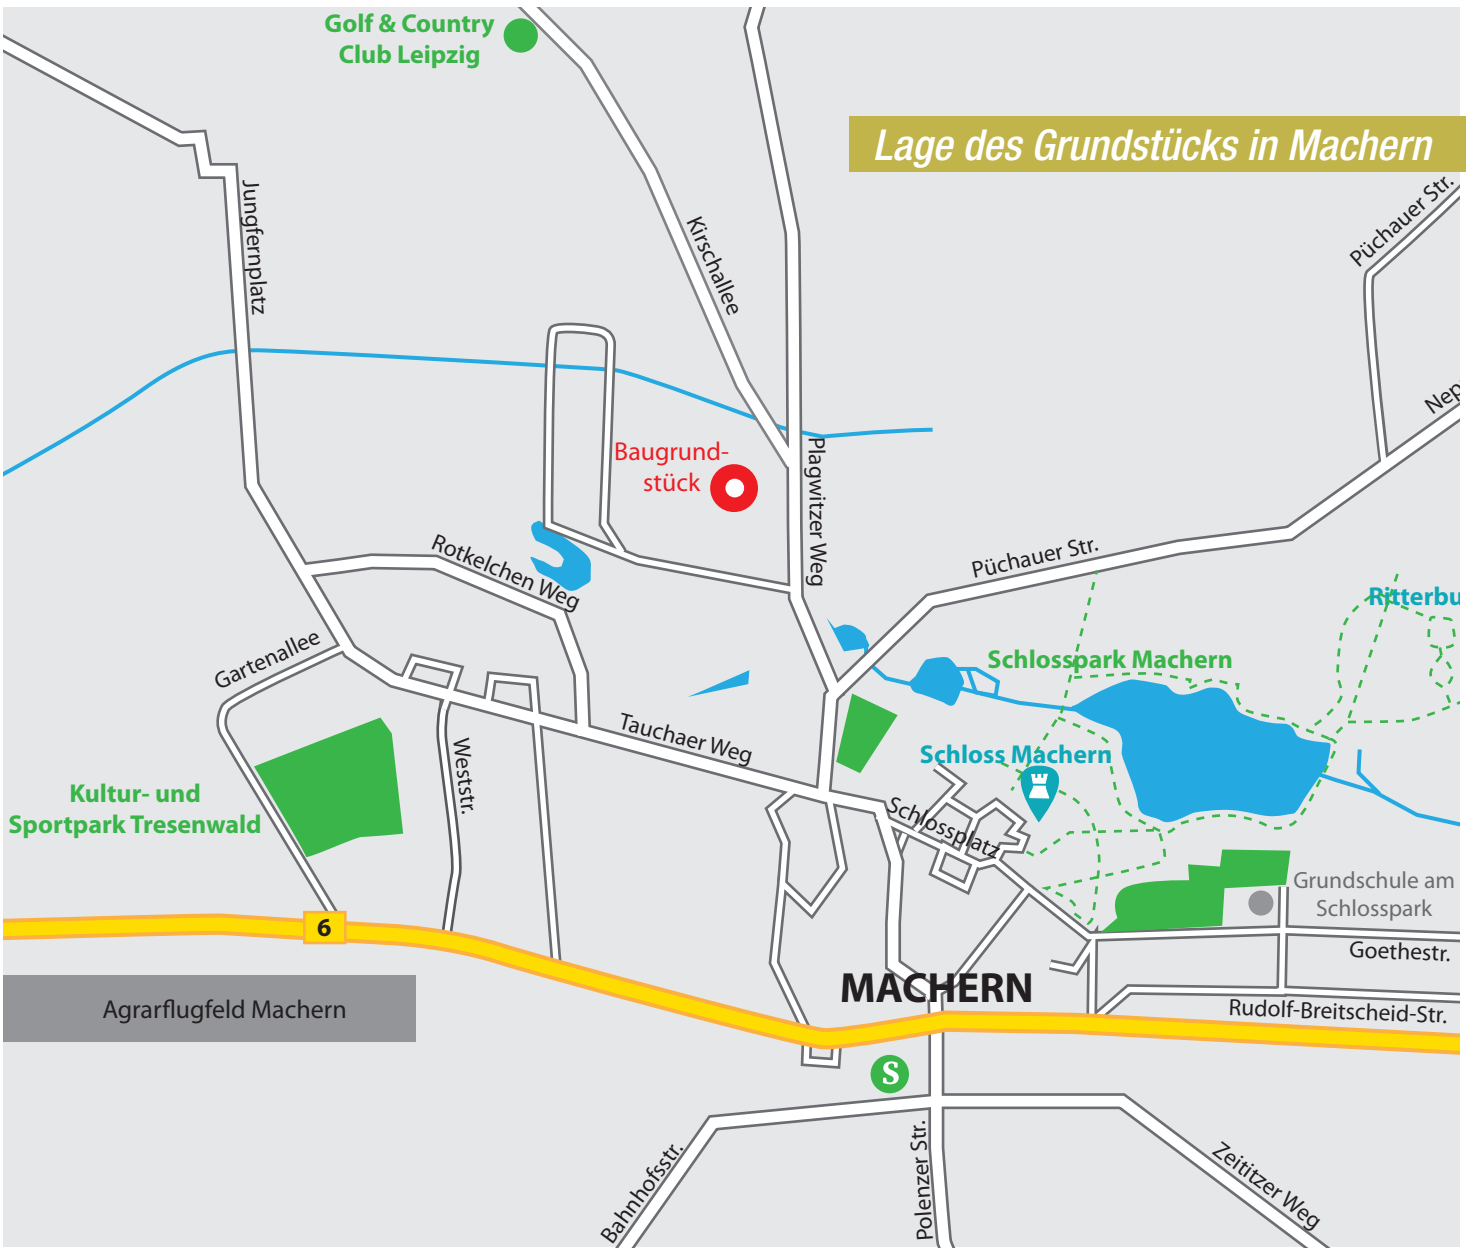 Golf & Country
Club Leipzig
Lage des Grundstücks in Machern
Jungfernplatz
Kirschallee
Püchauer Str.
Nep
Baugrund-
stück
Plagwitzer Weg
Rotkelchen Weg
Püchauer Str.
Ritterbu
Gartenallee
Schlosspark Machern
Tauchaer Weg
Weststr.
Schloss Machern
Kultur- und
Sportpark Tresenwald
Schlossplatz
Grundschule am
Schlosspark
6
Goethestr.
MACHERN
Agrarflugfeld Machern
Rudolf-Breitscheid-Str.
S
Bahnhofsstr.
Polenzer Str.
Zeititzer Weg